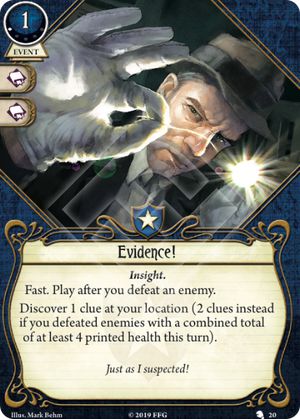 1
EVENT
Evidence!
Insight.
Fast. Play after you defeat an enemy.
Discover 1 clue at your location (2 clues instead
if you defeated enemies with a combined total
of at least 4 printed health this turn).
Just as I suspected!
Illus. Mark Behm
© 2019 FFG
20